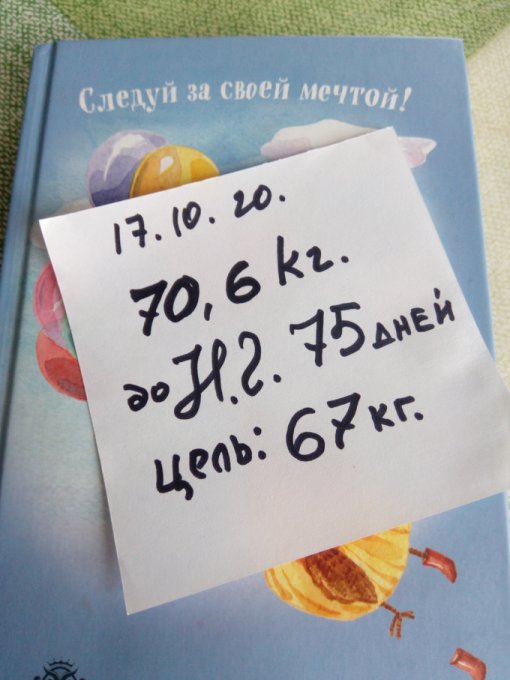 Следуй за своей мечтой!
17.10.20.
70,6 кг.
до Н.Г. 75 дней
цель: 67 кг.